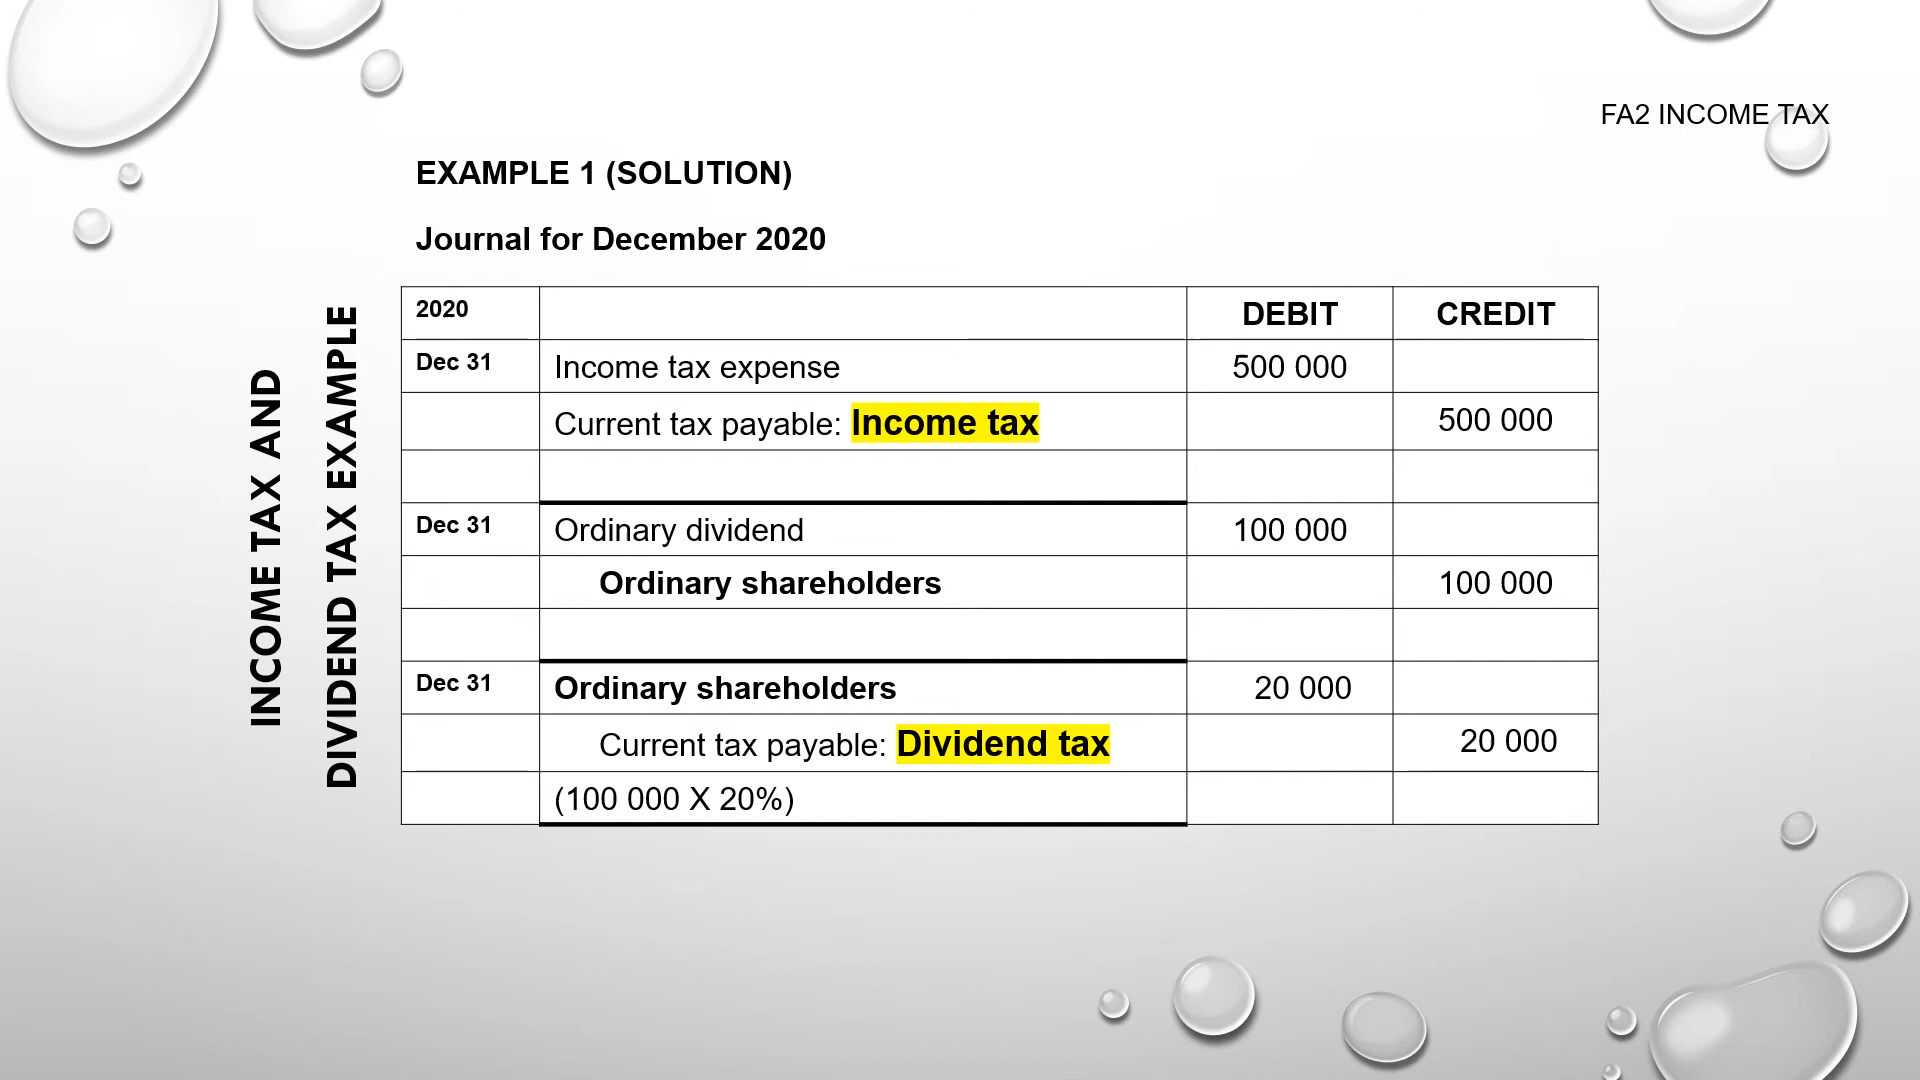 FA2 INCOME TAX
INCOME TAX AND
DIVIDEND TAX EXAMPLE
EXAMPLE 1 (SOLUTION)
Journal for December 2020
2020 DEBIT CREDIT
Dec 31 Income tax expense 500 000
Current tax payable: Income tax 500 000
Dec 31 Ordinary dividend 100 000
Ordinary shareholders 100 000
Dec 31 Ordinary shareholders 20 000
Current tax payable: Dividend tax 20 000
(100 000 X 20%)